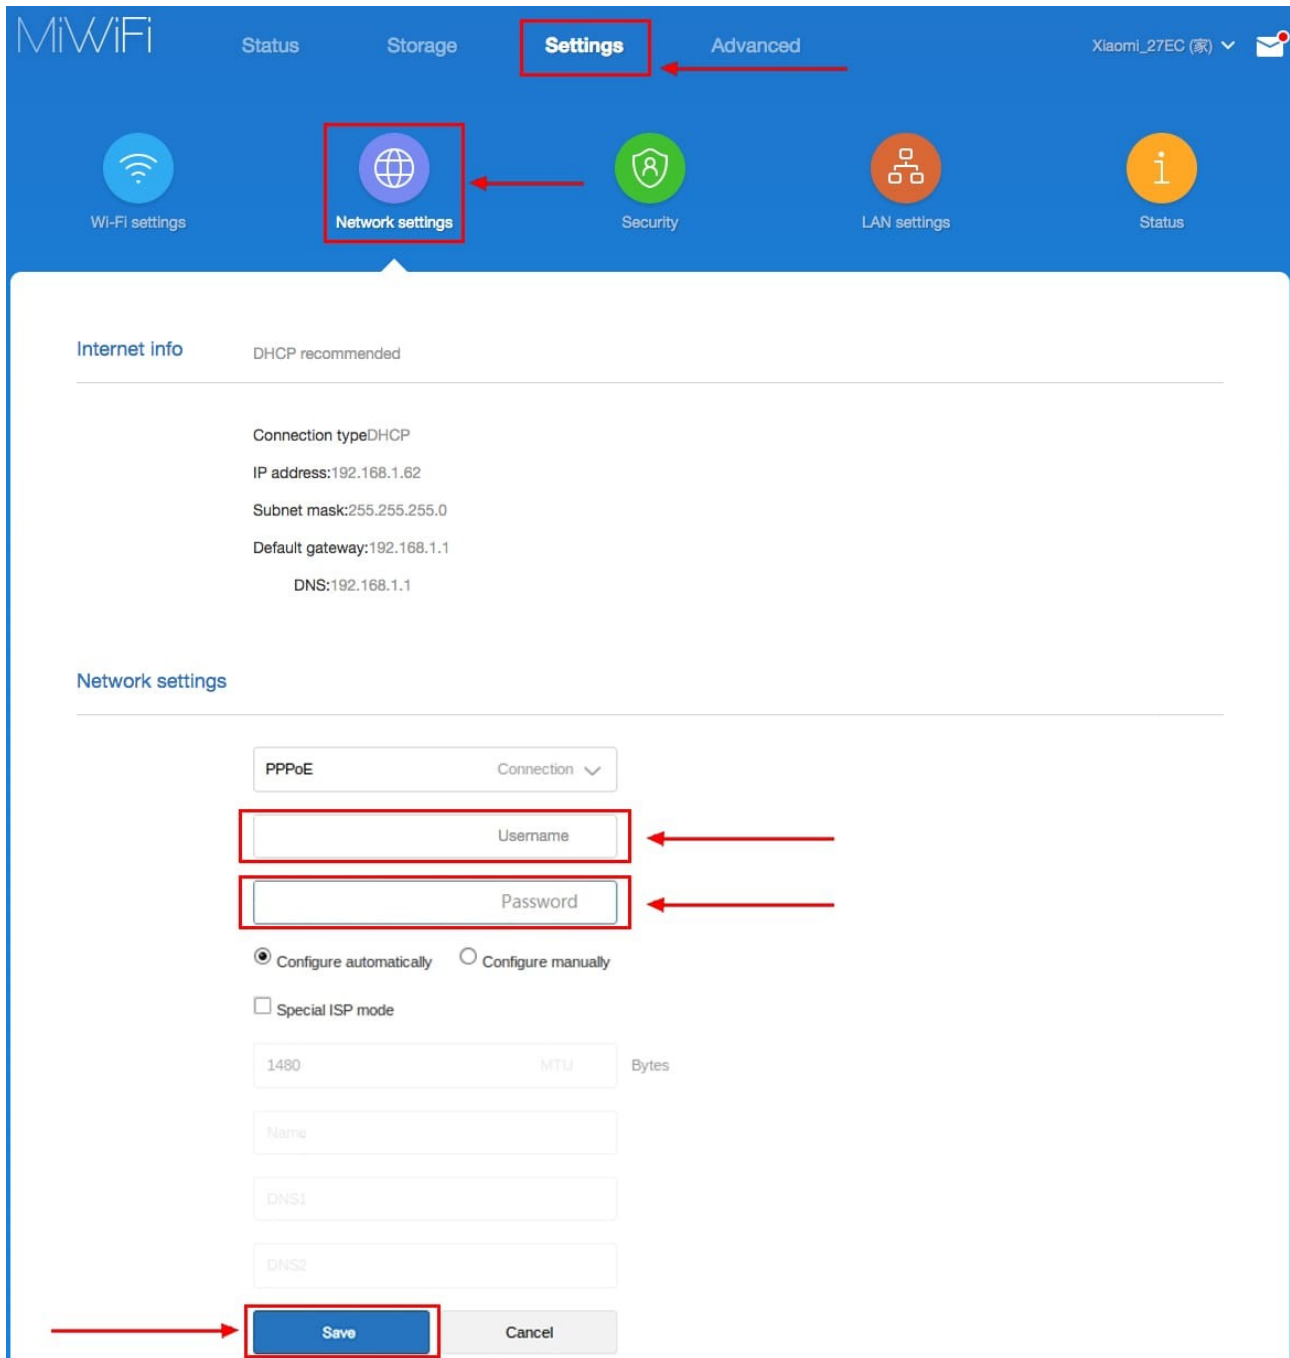 MiWiFi
Status Storage Settings Advanced Xiaomi_27EC (家)
Wi-Fi settings Network settings Security LAN settings Status
Internet info DHCP recommended
Connection typeDHCP
IP address:192.168.1.62
Subnet mask:255.255.255.0
Default gateway:192.168.1.1
DNS:192.168.1.1
Network settings
PPPoE Connection
Username
Password
Configure automatically Configure manually
Special ISP mode
1480 MTU Bytes
Name
DNS1
DNS2
Save Cancel